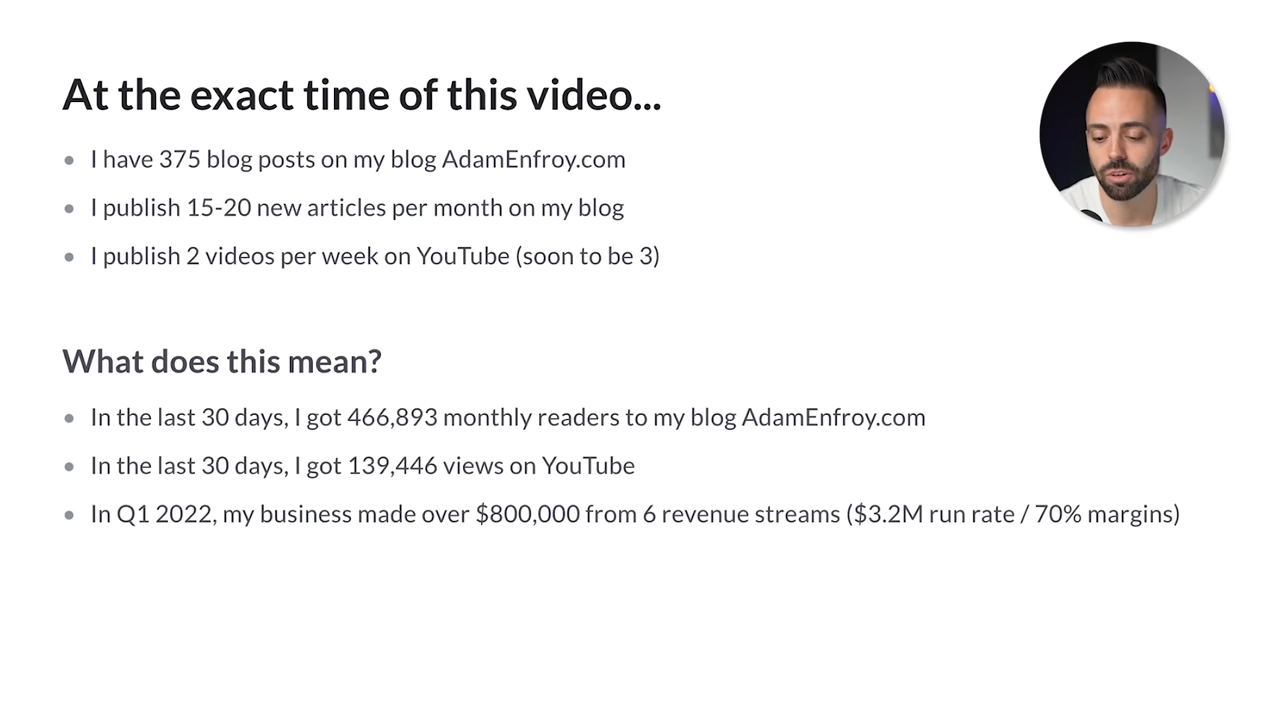 At the exact time of this video...
• I have 375 blog posts on my blog AdamEnfroy.com
• I publish 15-20 new articles per month on my blog
• I publish 2 videos per week on YouTube (soon to be 3)
What does this mean?
• In the last 30 days, I got 466,893 monthly readers to my blog AdamEnfroy.com
• In the last 30 days, I got 139,446 views on YouTube
• In Q1 2022, my business made over $800,000 from 6 revenue streams ($3.2M run rate / 70% margins)